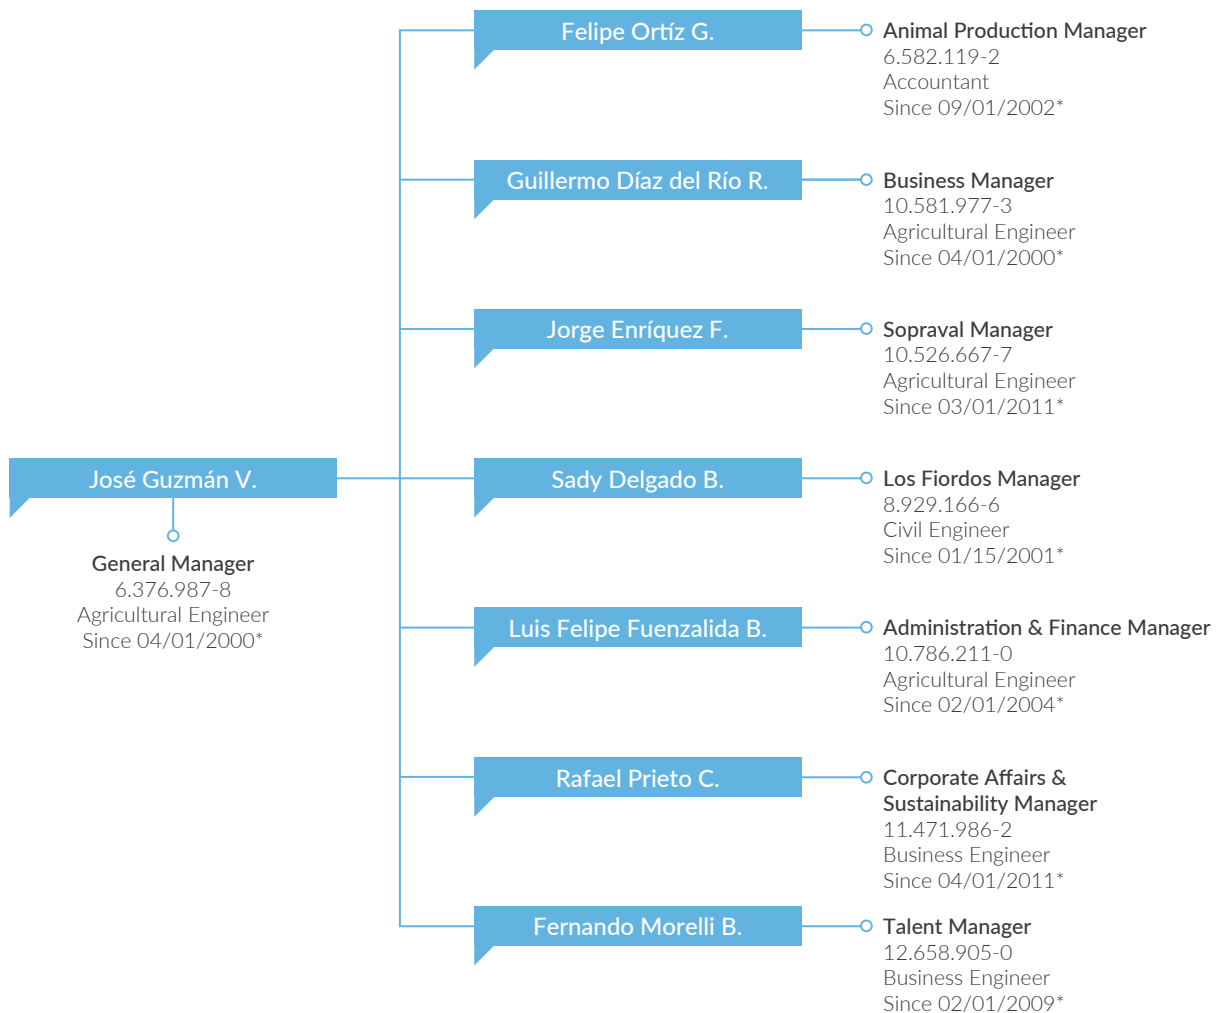 Felipe Ortíz G.
Animal Production Manager
6.582.119-2
Accountant
Since 09/01/2002*
Guillermo Díaz del Río R.
Business Manager
10.581.977-3
Agricultural Engineer
Since 04/01/2000*
Jorge Enríquez F.
Sopraval Manager
10.526.667-7
Agricultural Engineer
Since 03/01/2011*
José Guzmán V.
General Manager
6.376.987-8
Agricultural Engineer
Since 04/01/2000*
Sady Delgado B.
Los Fiordos Manager
8.929.166-6
Civil Engineer
Since 01/15/2001*
Luis Felipe Fuenzalida B.
Administration & Finance Manager
10.786.211-0
Agricultural Engineer
Since 02/01/2004*
Rafael Prieto C.
Corporate Affairs &
Sustainability Manager
11.471.986-2
Business Engineer
Since 04/01/2011*
Fernando Morelli B.
Talent Manager
12.658.905-0
Business Engineer
Since 02/01/2009*